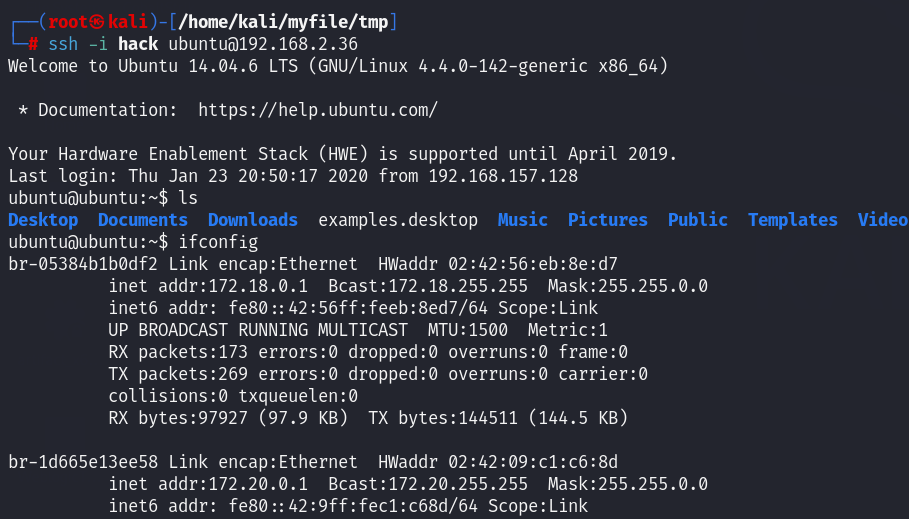 ┌──(root㉿kali)-[/home/kali/myfile/tmp]
└─# ssh -i hack ubuntu@192.168.2.36
Welcome to Ubuntu 14.04.6 LTS (GNU/Linux 4.4.0-142-generic x86_64)
* Documentation:  https://help.ubuntu.com/
Your Hardware Enablement Stack (HWE) is supported until April 2019.
Last login: Thu Jan 23 20:50:17 2020 from 192.168.157.128
ubuntu@ubuntu:~$ ls
Desktop  Documents  Downloads  examples.desktop  Music  Pictures  Public  Templates  Video
ubuntu@ubuntu:~$ ifconfig
br-05384b1b0df2 Link encap:Ethernet  HWaddr 02:42:56:eb:8e:d7
inet addr:172.18.0.1  Bcast:172.18.255.255  Mask:255.255.0.0
inet6 addr: fe80::42:56ff:feeb:8ed7/64 Scope:Link
UP BROADCAST RUNNING MULTICAST  MTU:1500  Metric:1
RX packets:173 errors:0 dropped:0 overruns:0 frame:0
TX packets:269 errors:0 dropped:0 overruns:0 carrier:0
collisions:0 txqueuelen:0
RX bytes:97927 (97.9 KB)  TX bytes:144511 (144.5 KB)
br-1d665e13ee58 Link encap:Ethernet  HWaddr 02:42:09:c1:c6:8d
inet addr:172.20.0.1  Bcast:172.20.255.255  Mask:255.255.0.0
inet6 addr: fe80::42:9ff:fec1:c68d/64 Scope:Link